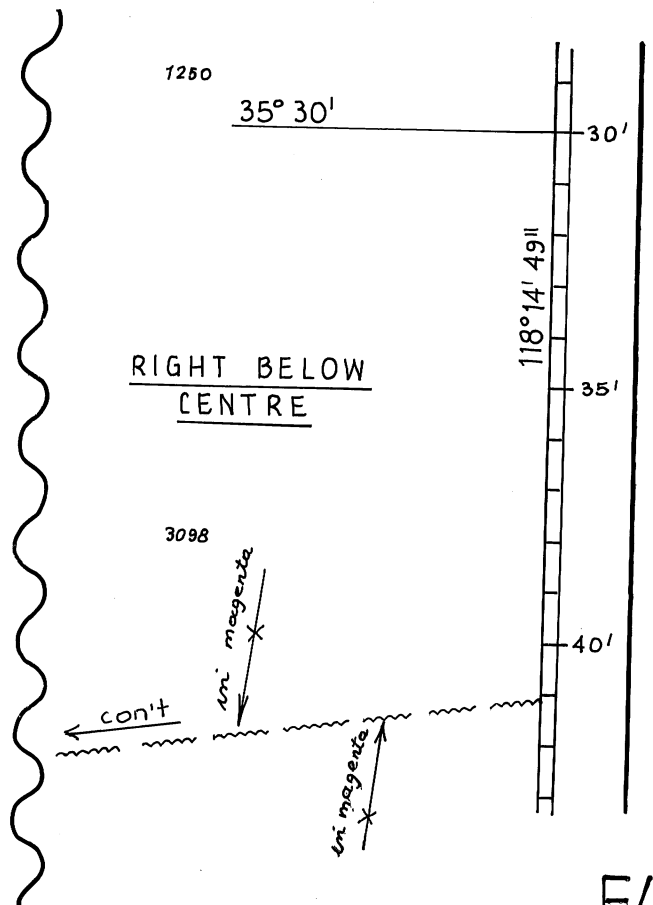 1250
35° 30'
30'
118°14' 49"
35'
RIGHT BELOW
CENTRE
3098
in magenta
40'
con't
in magenta